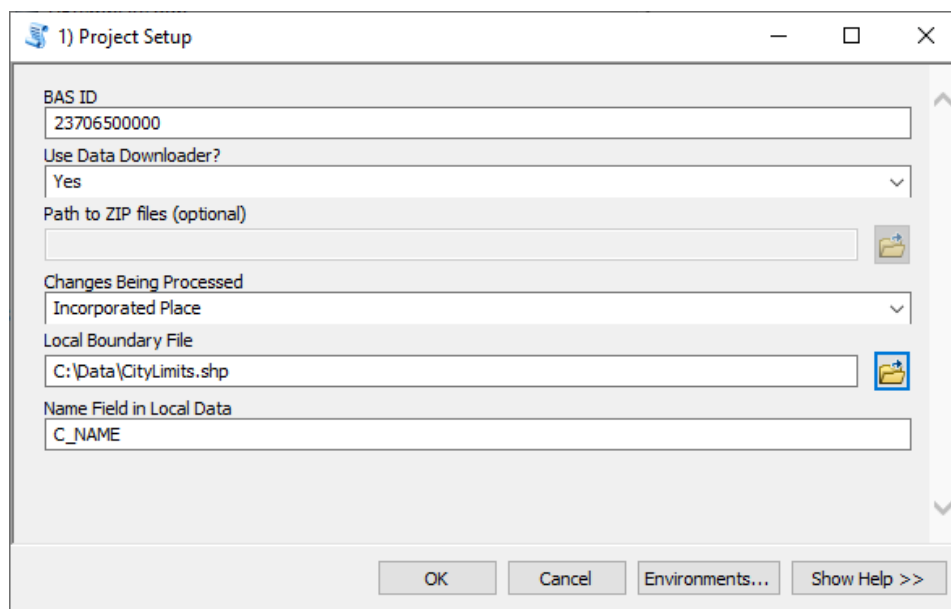 1) Project Setup
BAS ID
23706500000
Use Data Downloader?
Yes
Path to ZIP files (optional)
Changes Being Processed
Incorporated Place
Local Boundary File
C:\Data\CityLimits.shp
Name Field in Local Data
C_NAME
OK Cancel Environments... Show Help >>